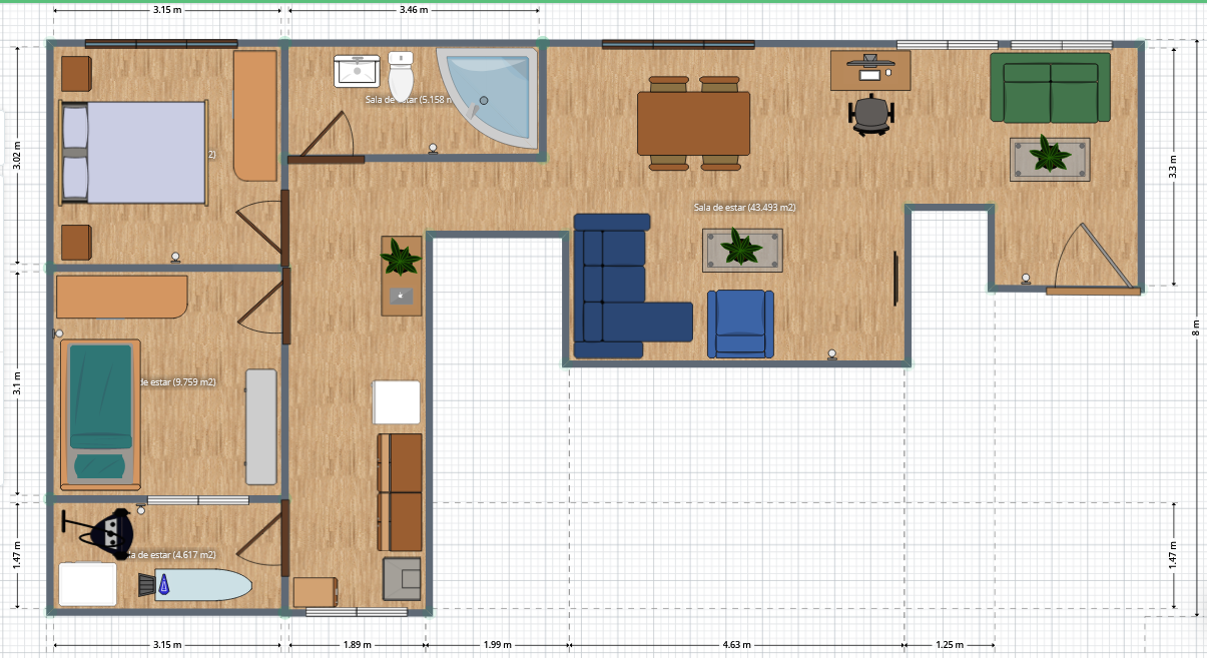 3.15 m
3.46 m
Sala de estar (5.158 m
3.02 m
2)
3.3 m
Sala de estar (43.493 m2)
8 m
3.1 m
de estar (9.759 m2)
1.47 m
la de estar (4.617 m2)
1.47 m
3.15 m
1.89 m
1.99 m
4.63 m
1.25 m